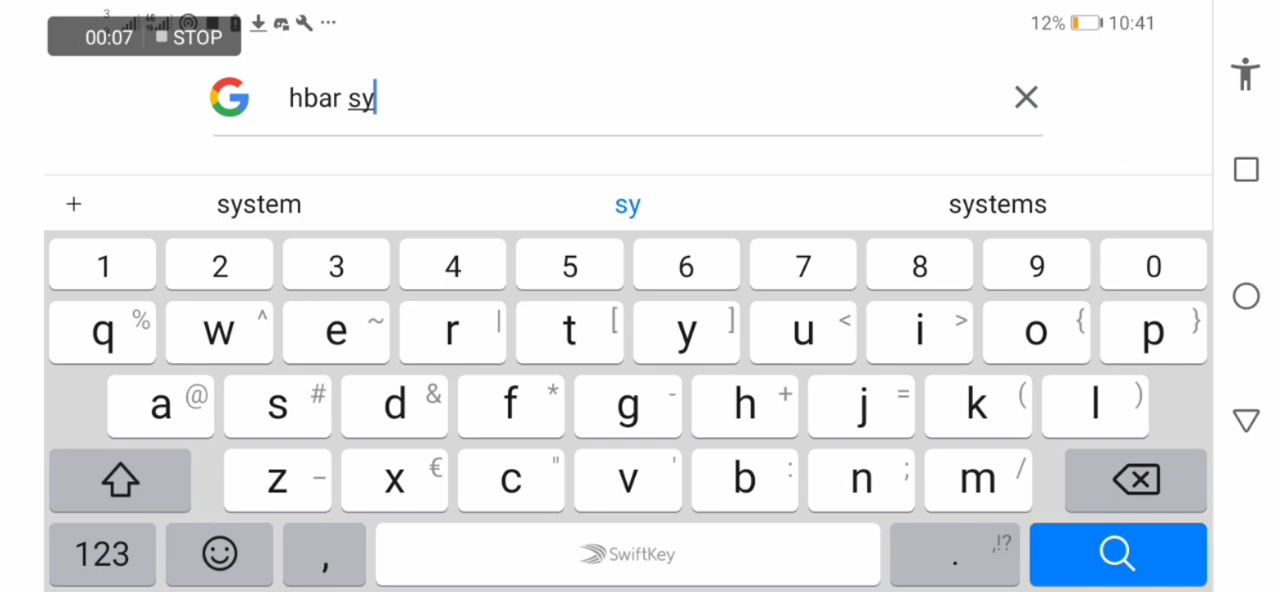 00:07 STOP
12% 10:41
hbar sy
+ system sy systems
1 2 3 4 5 6 7 8 9 0
q % w ^ e ~ r | t [ y ] u < i > o { p }
a @ s # d & f * g - h + j = k ( l )
z _ x € c " v ' b : n ; m /
123 , SwiftKey . ,!?